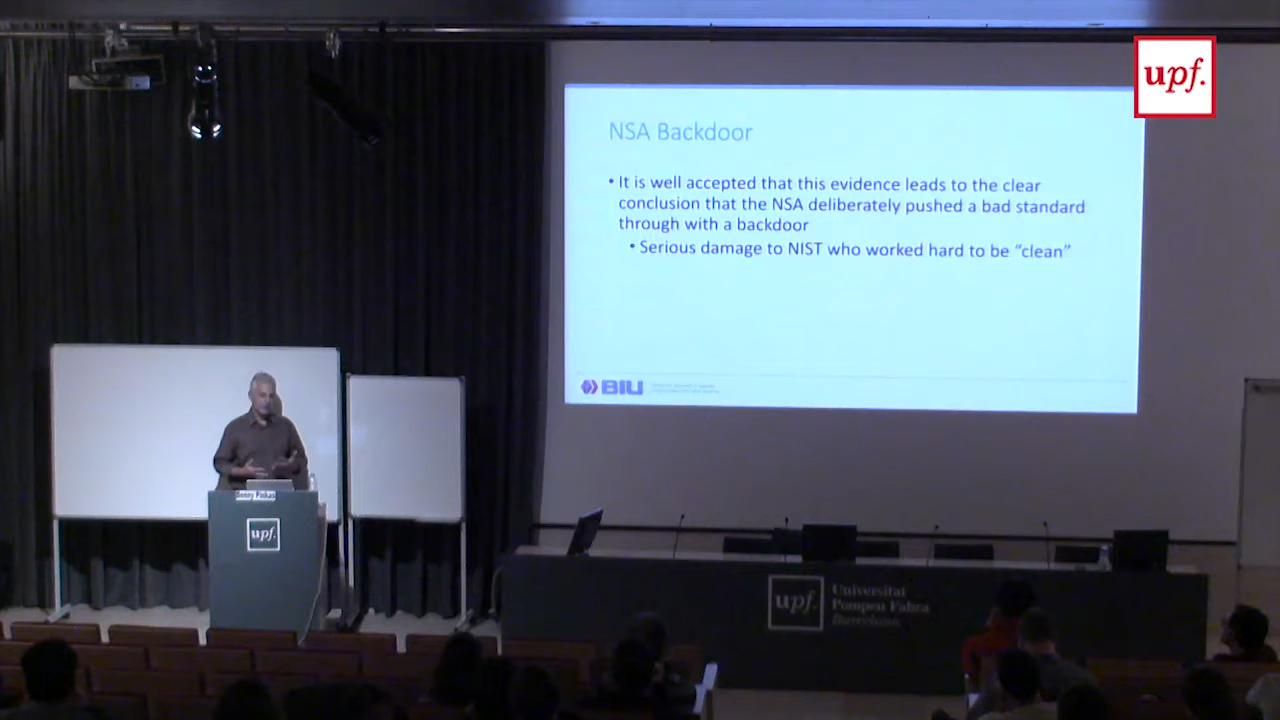 upf.
NSA Backdoor
• It is well accepted that this evidence leads to the clear
conclusion that the NSA deliberately pushed a bad standard
through with a backdoor
• Serious damage to NIST who worked hard to be “clean”
BIU
Benny Pinkas
upf.
upf.
Universitat
Pompeu Fabra
Barcelona